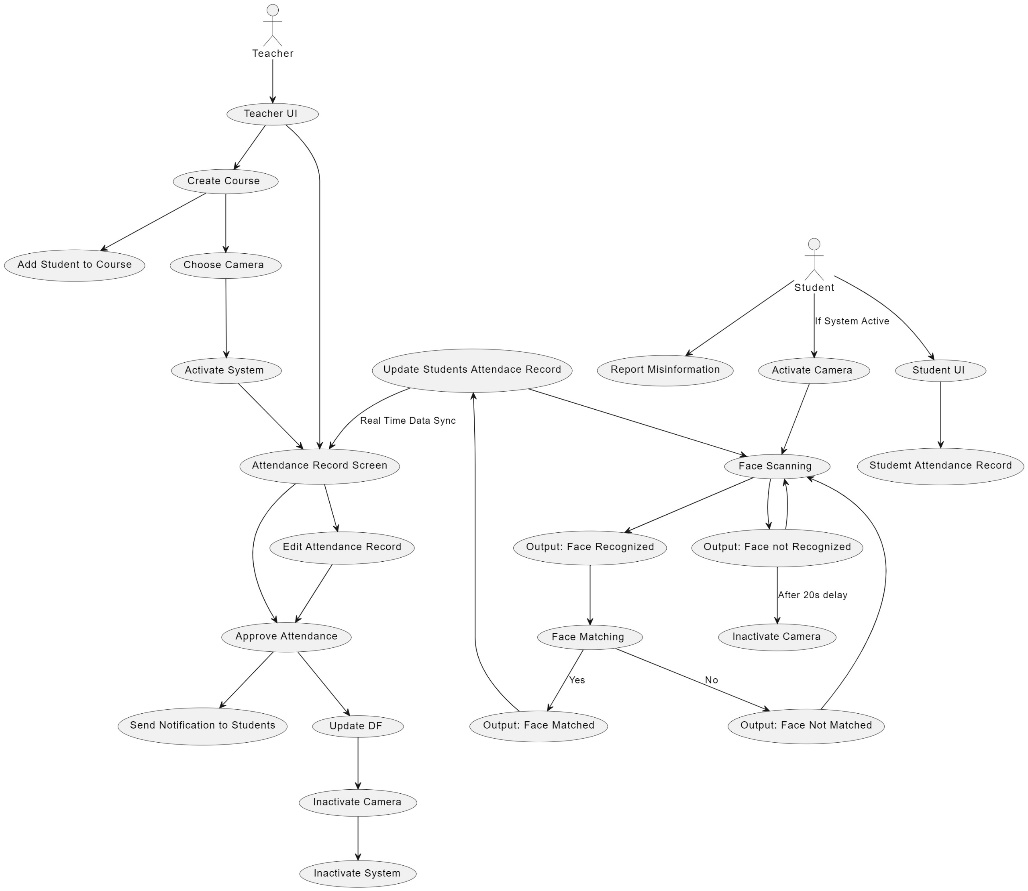 Teacher
Teacher UI
Create Course
Add Student to Course
Choose Camera
Student
If System Active
Activate System
Update Students Attendace Record
Report Misinformation
Activate Camera
Student UI
Real Time Data Sync
Attendance Record Screen
Face Scanning
Studemt Attendance Record
Edit Attendance Record
Output: Face Recognized
Output: Face not Recognized
After 20s delay
Approve Attendance
Face Matching
Inactivate Camera
Yes
No
Send Notification to Students
Update DF
Output: Face Matched
Output: Face Not Matched
Inactivate Camera
Inactivate System